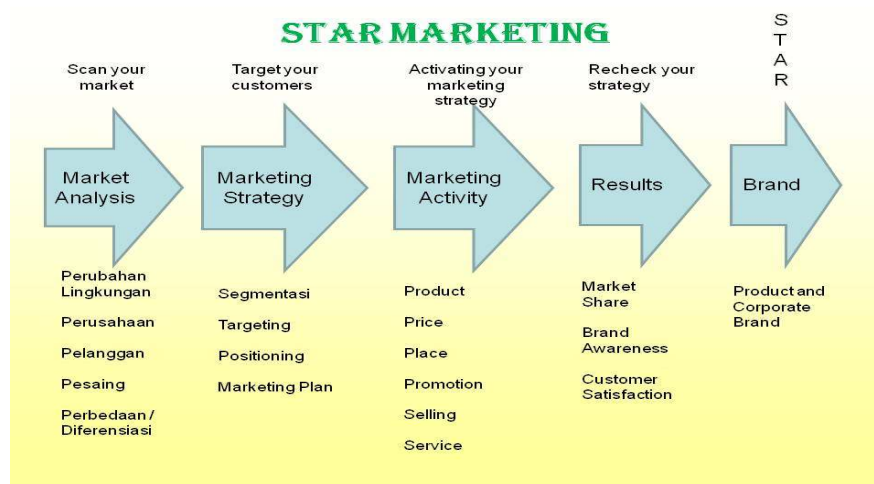 STAR MARKETING
Scan your
market
Target your
customers
Activating your
marketing
strategy
Recheck your
strategy
S
T
A
R
Market
Analysis
Marketing
Strategy
Marketing
Activity
Results
Brand
Perubahan
Lingkungan
Perusahaan
Pelanggan
Pesaing
Perbedaan /
Diferensiasi
Segmentasi
Targeting
Positioning
Marketing Plan
Product
Price
Place
Promotion
Selling
Service
Market
Share
Brand
Awareness
Customer
Satisfaction
Product and
Corporate
Brand